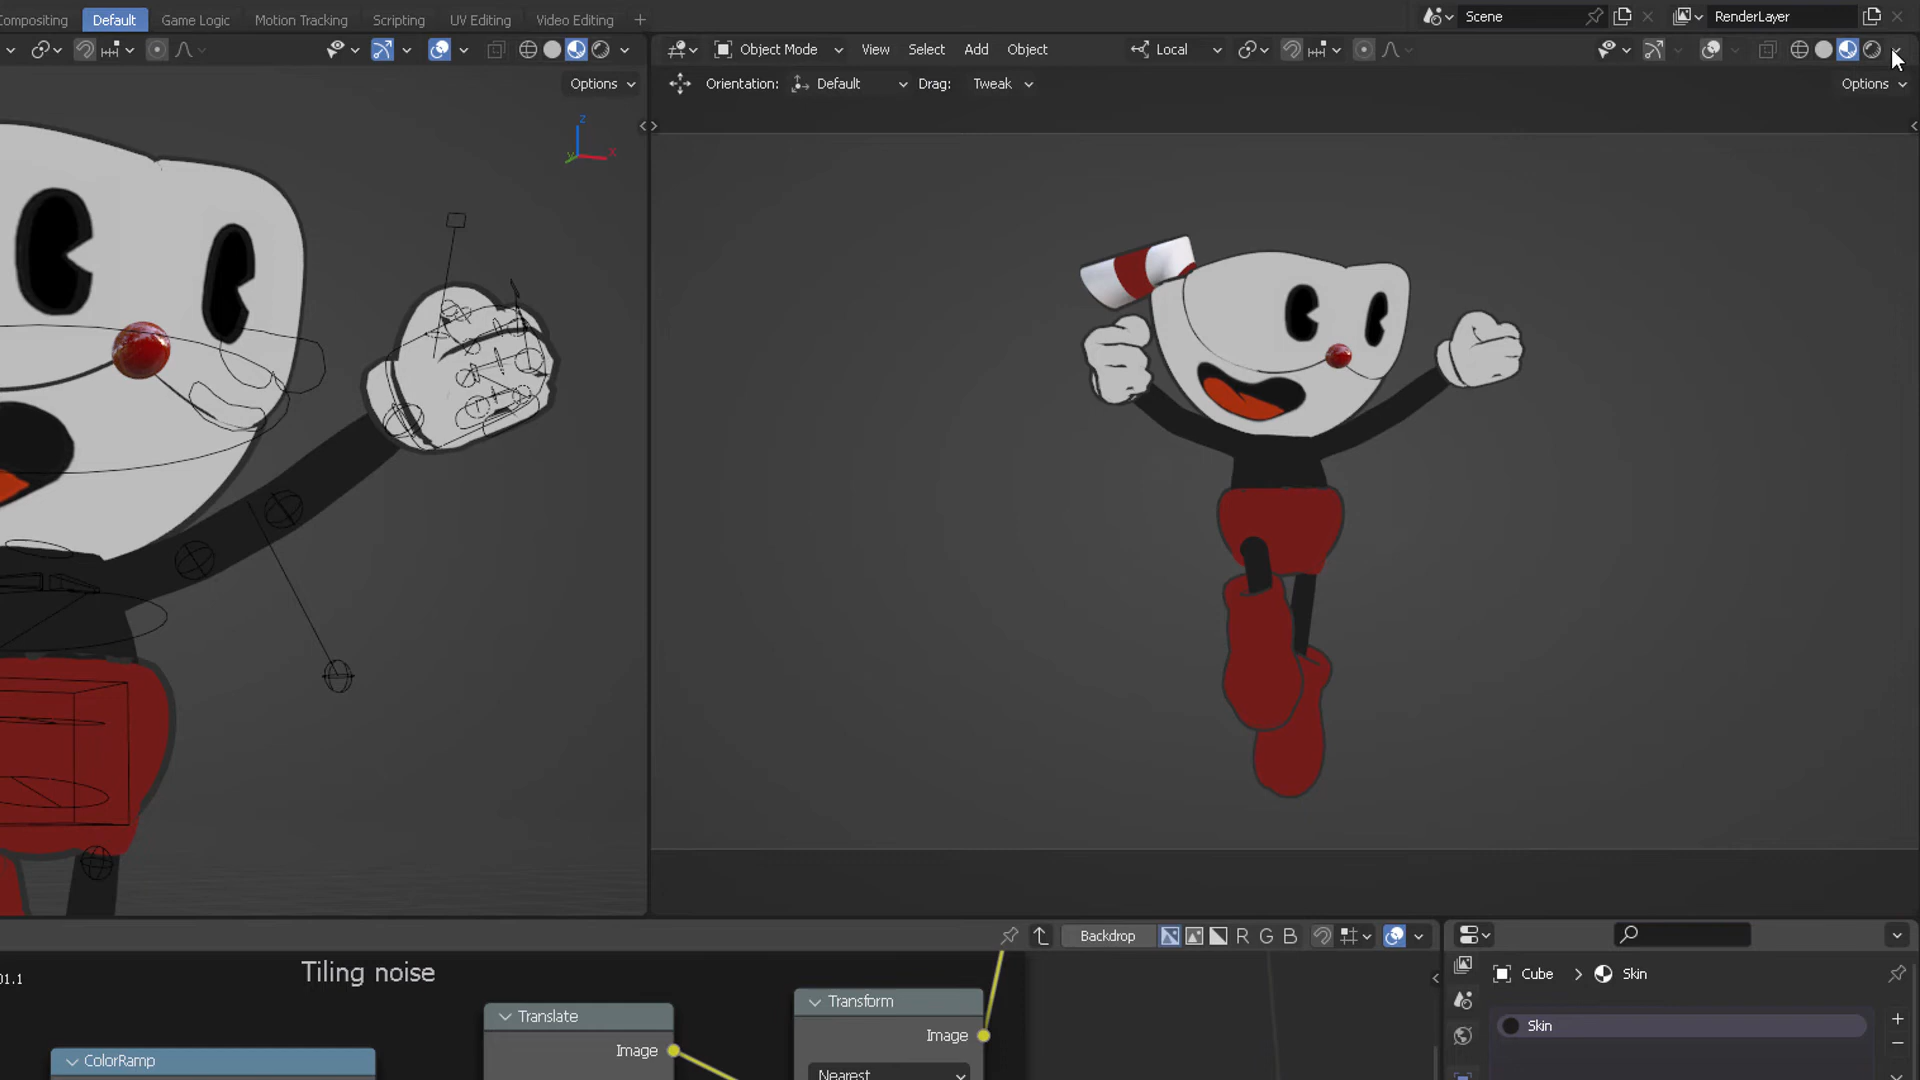 Compositing Default Game Logic Motion Tracking Scripting UV Editing Video Editing + Scene RenderLayer
Object Mode View Select Add Object Local
Options Orientation: Default Drag: Tweak Options
Z
X
Y
Backdrop R G B
01.1 Tiling noise
Cube > Skin
Transform
Translate
Image
Skin
Image
ColorRamp
Nearest